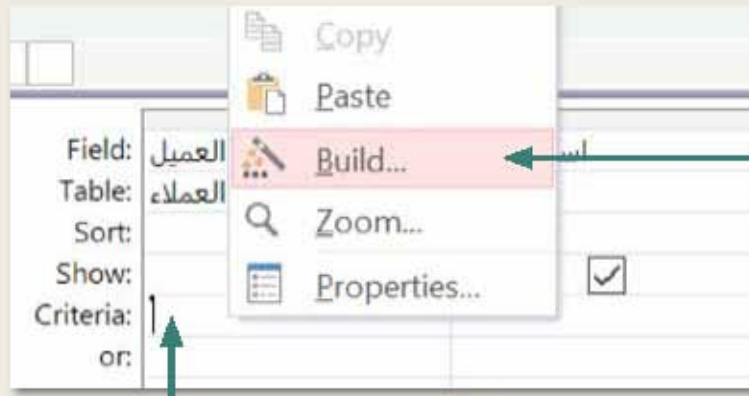 Copy
Paste
Build...
Zoom...
Properties...
Field: العميل
Table: العملاء
Sort:
Show:
Criteria:
or: